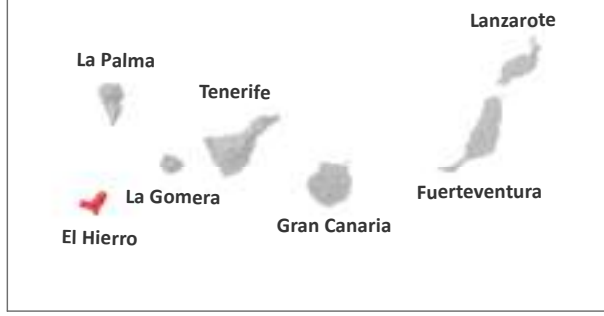 Lanzarote
La Palma
Tenerife
La Gomera
Fuerteventura
Gran Canaria
El Hierro